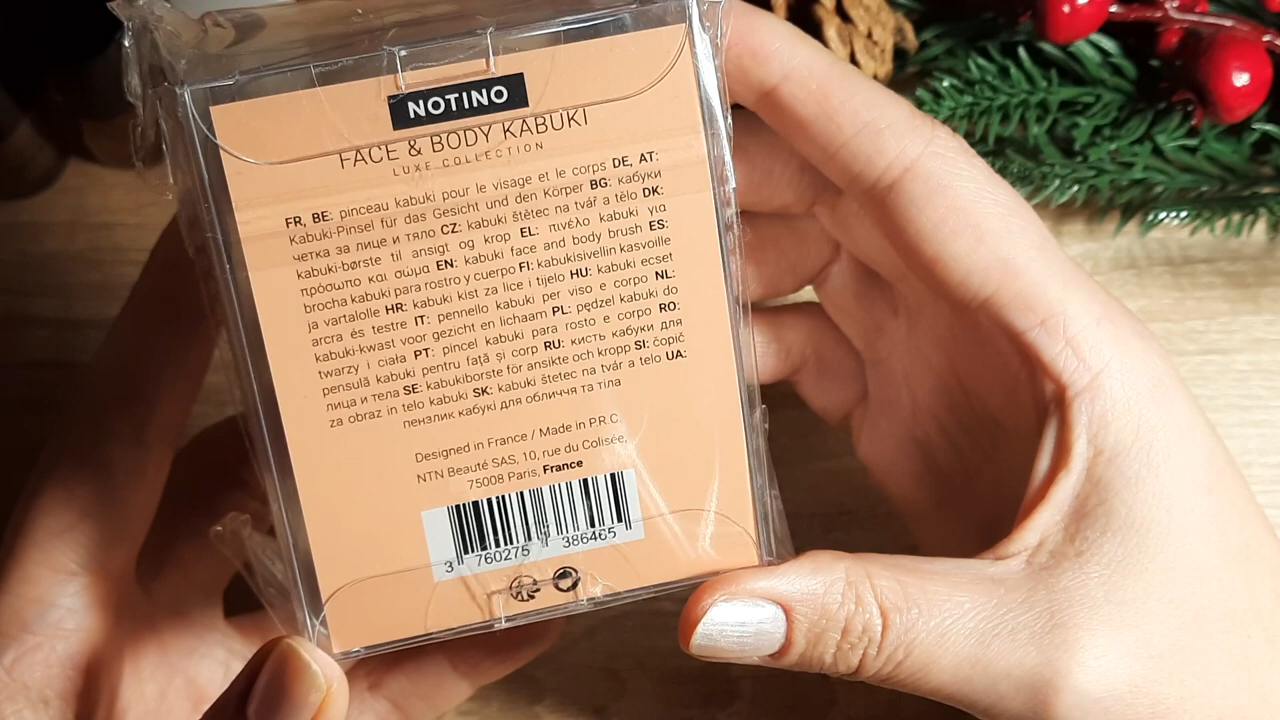 NOTINO
FACE & BODY KABUKI
LUXE COLLECTION
FR, BE: pinceau kabuki pour le visage et le corps DE, AT:
Kabuki-Pinsel für das Gesicht und den Körper BG: кабуки
четка за лице и тяло CZ: kabuki štětec na tvář a tělo DK:
kabuki-børste til ansigt og krop EL: πινέλο kabuki για
πρόσωπο και σώμα EN: kabuki face and body brush ES:
brocha kabuki para rostro y cuerpo FI: kabukisivellin kasvoille
ja vartalolle HR: kabuki kist za lice i tijelo HU: kabuki ecset
arcra és testre IT: pennello kabuki per viso e corpo NL:
kabuki-kwast voor gezicht en lichaam PL: pędzel kabuki do
twarzy i ciała PT: pincel kabuki para rosto e corpo RO:
pensulă kabuki pentru față și corp RU: кисть кабуки для
лица и тела SE: kabukiborste för ansikte och kropp SI: čopič
za obraz in telo kabuki SK: kabuki štetec na tvár a telo UA:
пензлик кабукі для обличчя та тіла
Designed in France / Made in P.R.C.
NTN Beauté SAS, 10, rue du Colisée,
75008 Paris, France
3 760275 386465